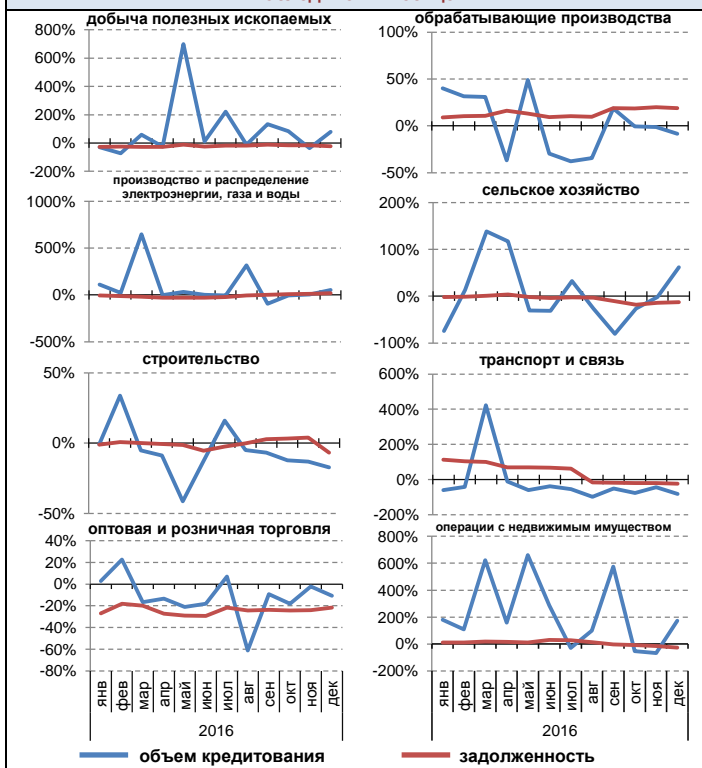 добыча полезных ископаемых
800%
600%
400%
200%
0%
-200%
обрабатывающие производства
100%
50%
0%
-50%
производство и распределение
электроэнергии, газа и воды
1000%
500%
0%
-500%
сельское хозяйство
200%
100%
0%
-100%
строительство
50%
0%
-50%
транспорт и связь
600%
400%
200%
0%
-200%
оптовая и розничная торговля
40%
20%
0%
-20%
-40%
-60%
-80%
янв
фев
мар
апр
май
июн
июл
авг
сен
окт
ноя
дек
2016
операции с недвижимым имуществом
800%
600%
400%
200%
0%
-200%
янв
фев
мар
апр
май
июн
июл
авг
сен
окт
ноя
дек
2016
объем кредитования
задолженность